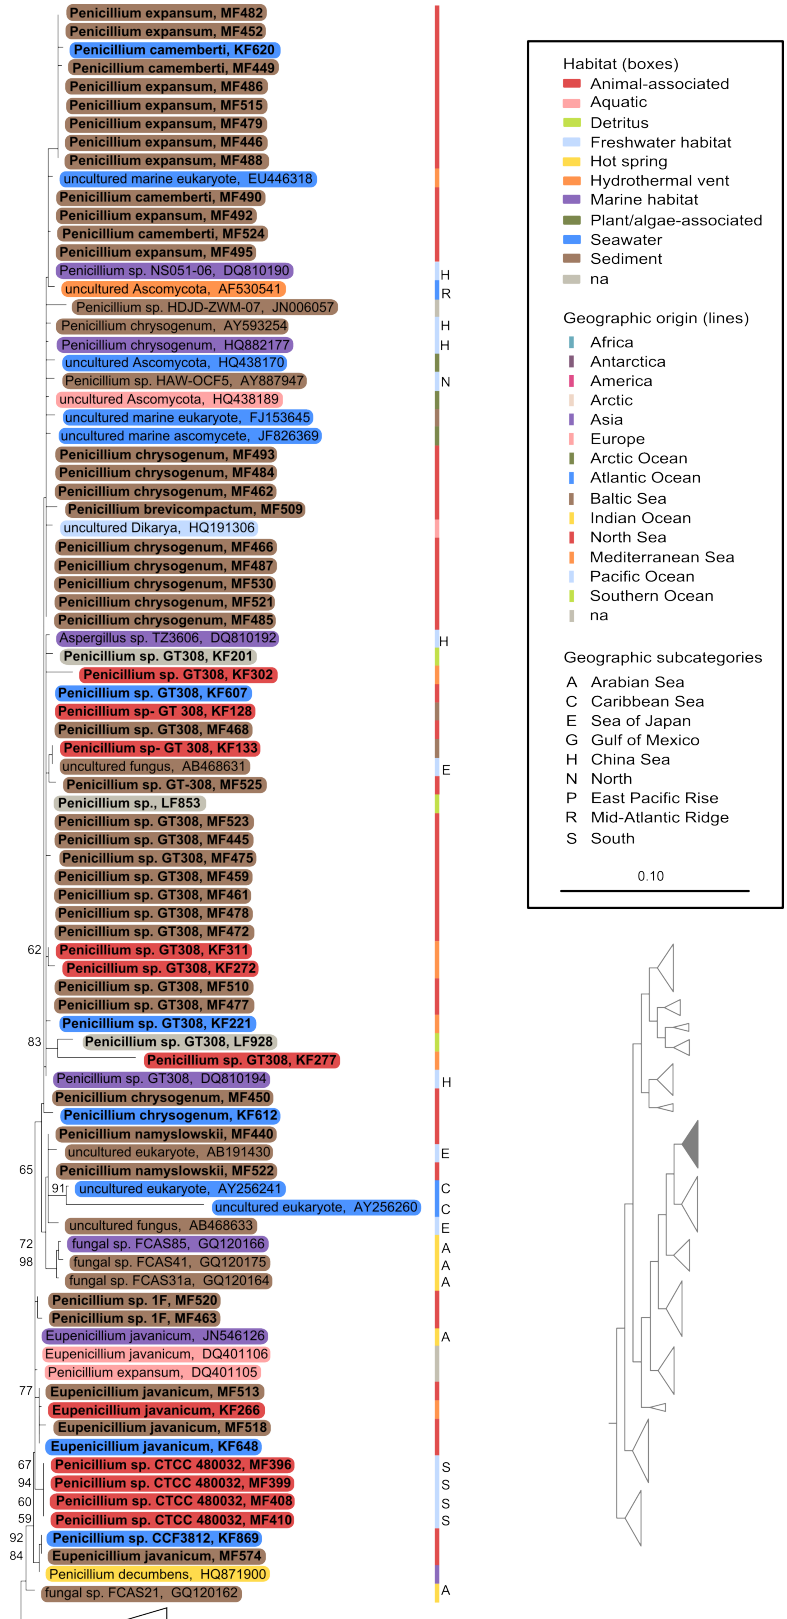 Penicillium expansum, MF482
Penicillium expansum, MF452
Penicillium camemberti, KF620
Penicillium camemberti, MF449
Penicillium expansum, MF486
Penicillium expansum, MF515
Penicillium expansum, MF479
Penicillium expansum, MF446
Penicillium expansum, MF488
uncultured marine eukaryote, EU446318
Penicillium camemberti, MF490
Penicillium expansum, MF492
Penicillium camemberti, MF524
Penicillium expansum, MF495
Penicillium sp. NS051-06, DQ810190 H
uncultured Ascomycota, AF530541 R
Penicillium sp. HDJD-ZWM-07, JN006057
Penicillium chrysogenum, AY593254 H
Penicillium chrysogenum, HQ882177 H
uncultured Ascomycota, HQ438170
Penicillium sp. HAW-OCF5, AY887947 N
uncultured Ascomycota, HQ438189
uncultured marine eukaryote, FJ153645
uncultured marine ascomycete, JF826369
Penicillium chrysogenum, MF493
Penicillium chrysogenum, MF484
Penicillium chrysogenum, MF462
Penicillium brevicompactum, MF509
uncultured Dikarya, HQ191306
Penicillium chrysogenum, MF466
Penicillium chrysogenum, MF487
Penicillium chrysogenum, MF530
Penicillium chrysogenum, MF521
Penicillium chrysogenum, MF485
Aspergillus sp. TZ3606, DQ810192 H
Penicillium sp. GT308, KF201
Penicillium sp. GT308, KF302
Penicillium sp. GT308, KF607
Penicillium sp- GT 308, KF128
Penicillium sp. GT308, MF468
Penicillium sp- GT 308, KF133
uncultured fungus, AB468631 E
Penicillium sp. GT-308, MF525
Penicillium sp., LF853
Penicillium sp. GT308, MF523
Penicillium sp. GT308, MF445
Penicillium sp. GT308, MF475
Penicillium sp. GT308, MF459
Penicillium sp. GT308, MF461
Penicillium sp. GT308, MF478
Penicillium sp. GT308, MF472
62 Penicillium sp. GT308, KF311
Penicillium sp. GT308, KF272
Penicillium sp. GT308, MF510
Penicillium sp. GT308, MF477
Penicillium sp. GT308, KF221
83 Penicillium sp. GT308, LF928
Penicillium sp. GT308, KF277
Penicillium sp. GT308, DQ810194 H
Penicillium chrysogenum, MF450
Penicillium chrysogenum, KF612
Penicillium namyslowskii, MF440
uncultured eukaryote, AB191430 E
65 Penicillium namyslowskii, MF522
91 uncultured eukaryote, AY256241 C
uncultured eukaryote, AY256260 C
uncultured fungus, AB468633 E
72 fungal sp. FCAS85, GQ120166 A
98 fungal sp. FCAS41, GQ120175 A
fungal sp. FCAS31a, GQ120164 A
Penicillium sp. 1F, MF520
Penicillium sp. 1F, MF463
Eupenicillium javanicum, JN546126 A
Eupenicillium javanicum, DQ401106
Penicillium expansum, DQ401105
77 Eupenicillium javanicum, MF513
Eupenicillium javanicum, KF266
Eupenicillium javanicum, MF518
Eupenicillium javanicum, KF648
67 Penicillium sp. CTCC 480032, MF396 S
94 Penicillium sp. CTCC 480032, MF399 S
60 Penicillium sp. CTCC 480032, MF408 S
59 Penicillium sp. CTCC 480032, MF410 S
92 Penicillium sp. CCF3812, KF869
84 Eupenicillium javanicum, MF574
Penicillium decumbens, HQ871900
fungal sp. FCAS21, GQ120162 A
Habitat (boxes)
Animal-associated
Aquatic
Detritus
Freshwater habitat
Hot spring
Hydrothermal vent
Marine habitat
Plant/algae-associated
Seawater
Sediment
na
Geographic origin (lines)
Africa
Antarctica
America
Arctic
Asia
Europe
Arctic Ocean
Atlantic Ocean
Baltic Sea
Indian Ocean
North Sea
Mediterranean Sea
Pacific Ocean
Southern Ocean
na
Geographic subcategories
A Arabian Sea
C Caribbean Sea
E Sea of Japan
G Gulf of Mexico
H China Sea
N North
P East Pacific Rise
R Mid-Atlantic Ridge
S South
0.10